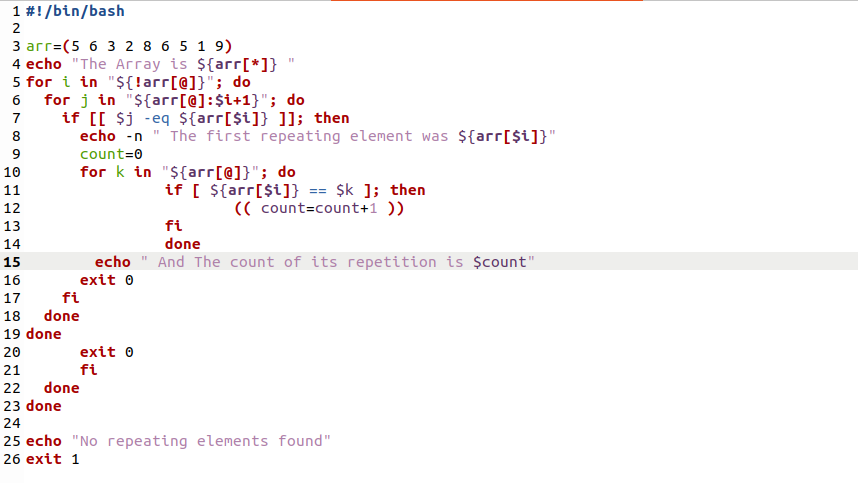 1 #!/bin/bash
2
3 arr=(5 6 3 2 8 6 5 1 9)
4 echo "The Array is ${arr[*]} "
5 for i in "${!arr[@]}"; do
6   for j in "${arr[@]:$i+1}"; do
7     if [[ $j -eq ${arr[$i]} ]]; then
8       echo -n " The first repeating element was ${arr[$i]}"
9       count=0
10       for k in "${arr[@]}"; do
11                 if [ ${arr[$i]} == $k ]; then
12                         (( count=count+1 ))
13                 fi
14                 done
15         echo " And The count of its repetition is $count"
16       exit 0
17     fi
18   done
19 done
20       exit 0
21       fi
22   done
23 done
24
25 echo "No repeating elements found"
26 exit 1